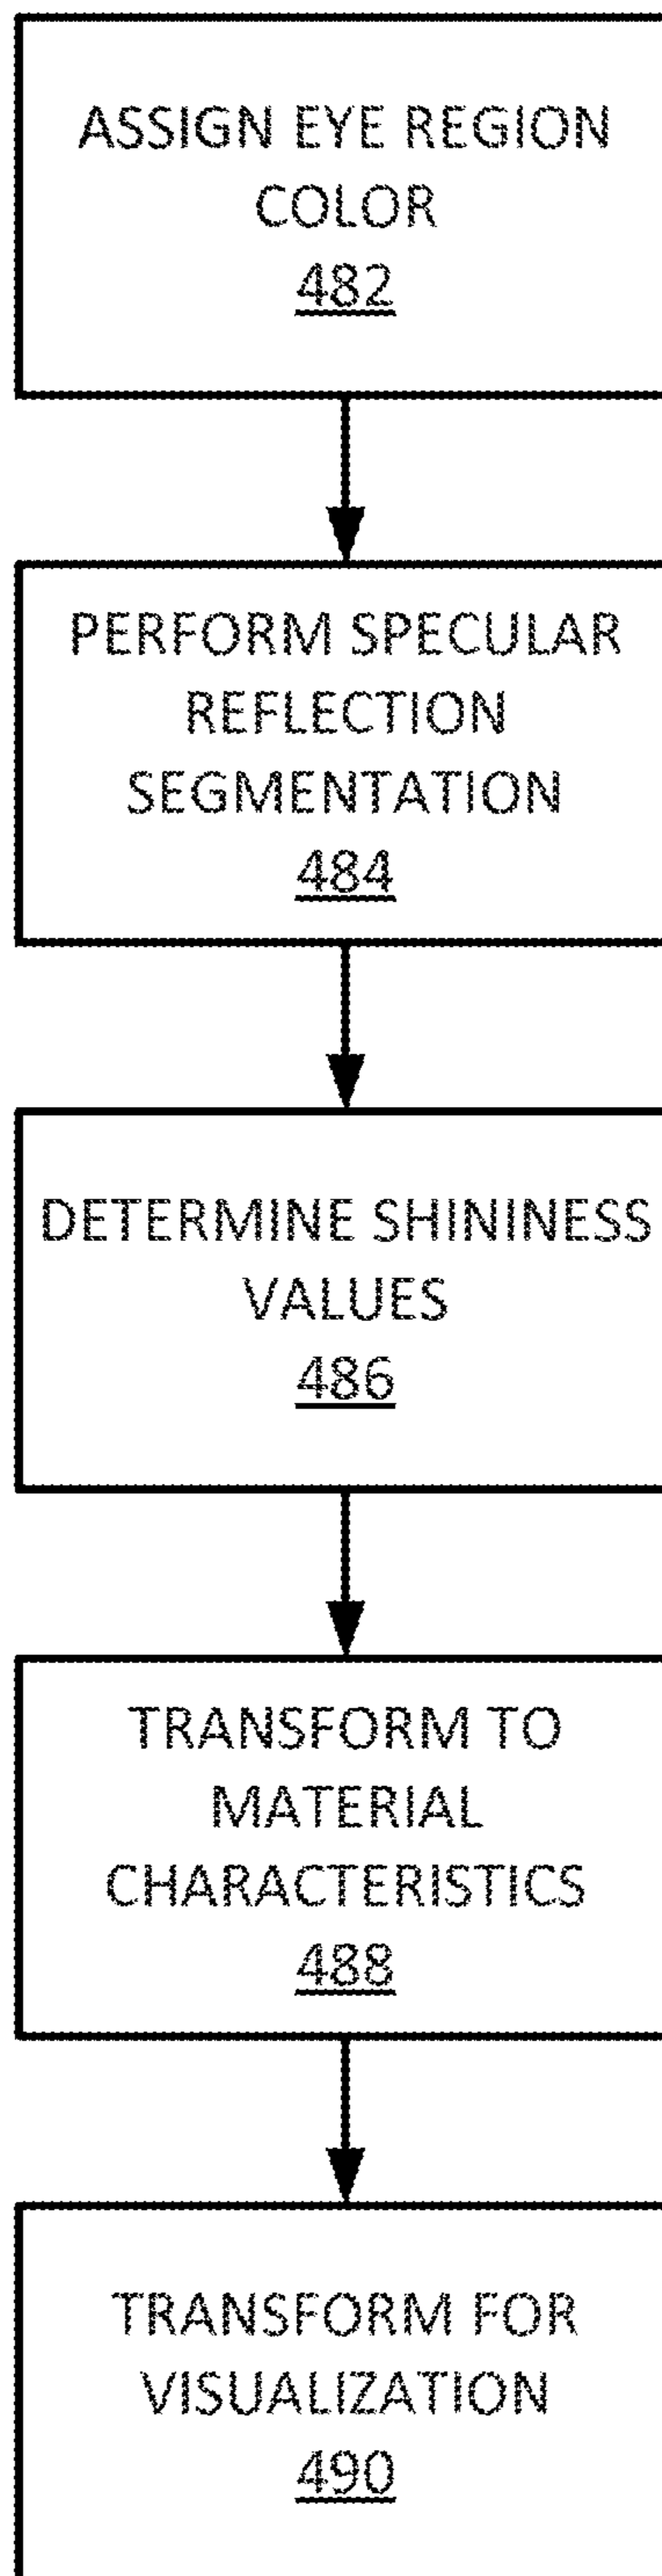 ASSIGN EYE REGION
COLOR
482
PERFORM SPECULAR
REFLECTION
SEGMENTATION
484
DETERMINE SHININESS
VALUES
486
TRANSFORM TO
MATERIAL
CHARACTERISTICS
488
TRANSFORM FOR
VISUALIZATION
490